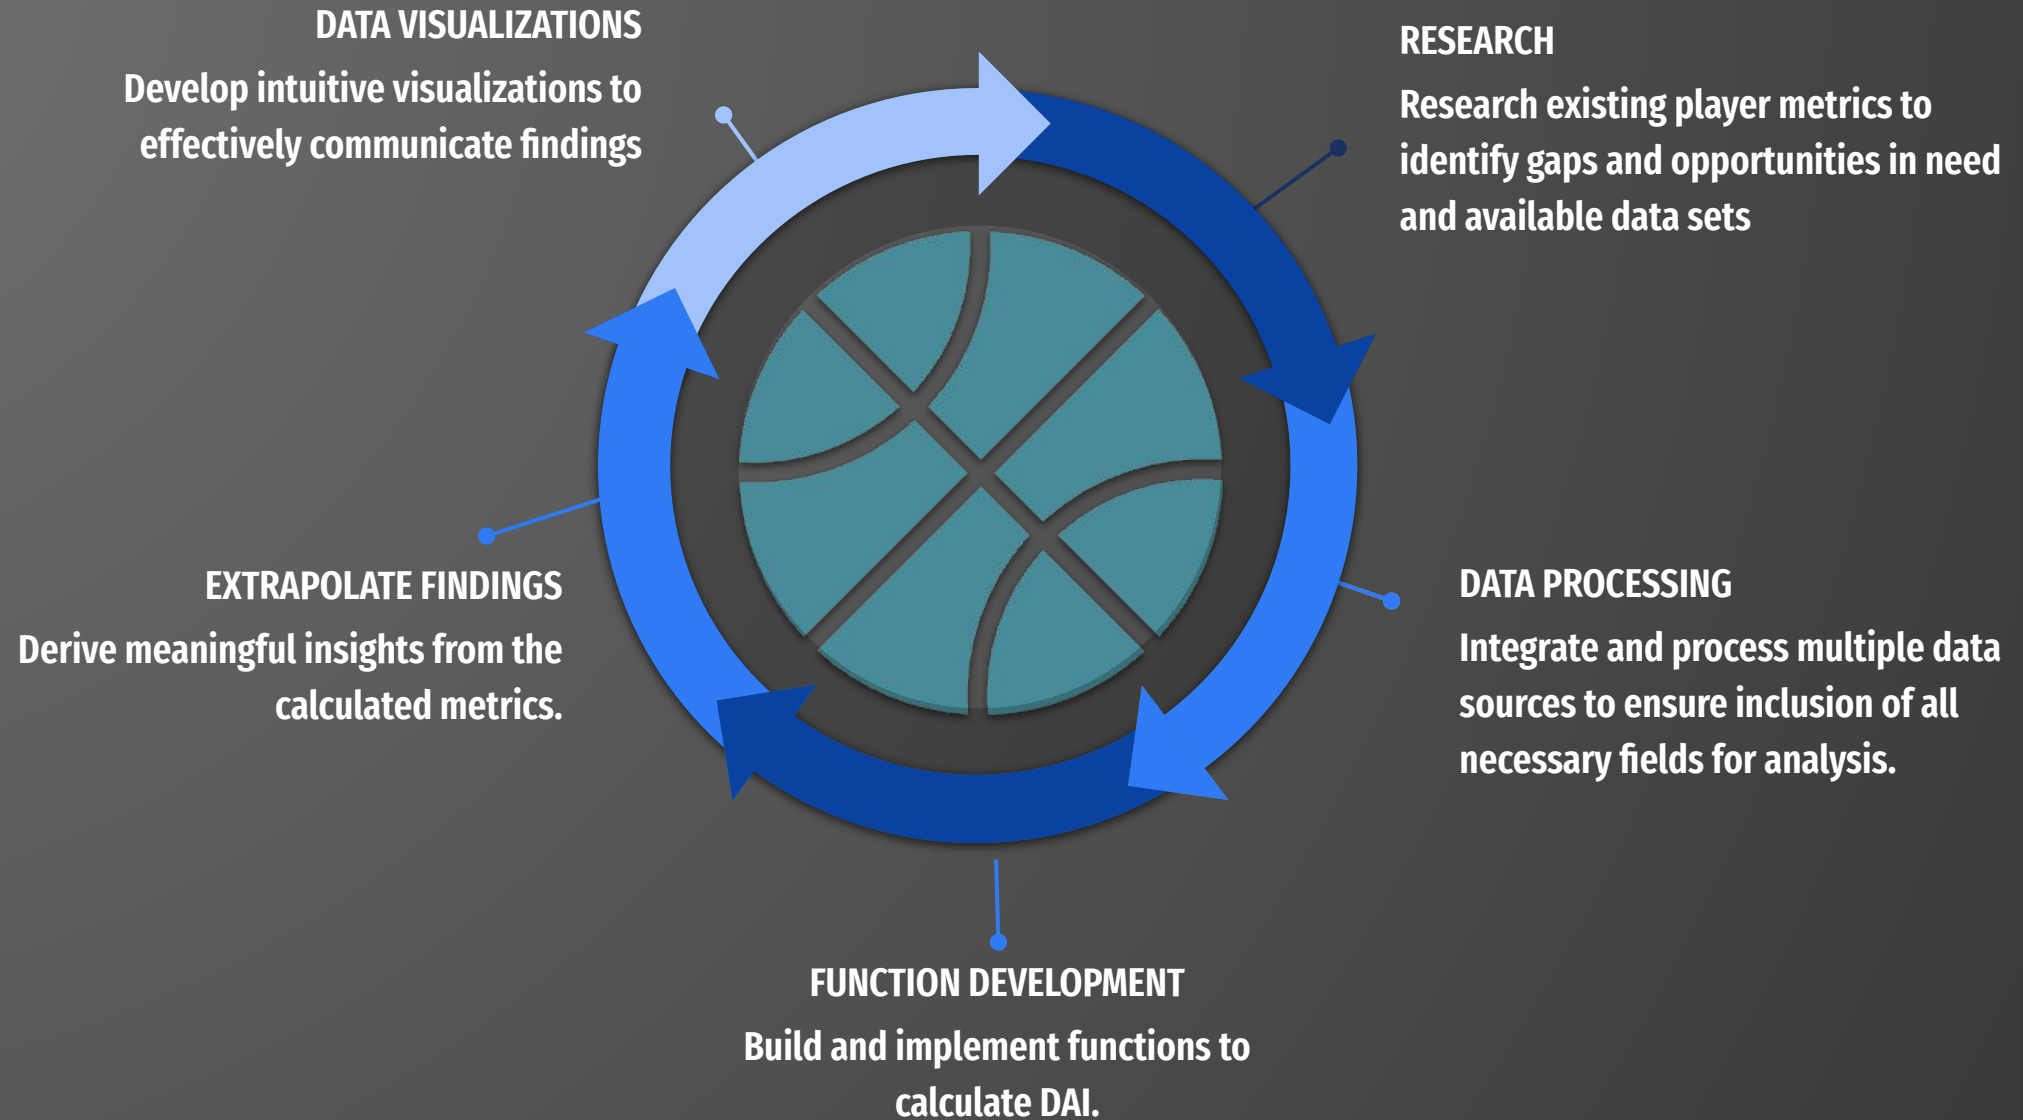 DATA VISUALIZATIONS
Develop intuitive visualizations to
effectively communicate findings
RESEARCH
Research existing player metrics to
identify gaps and opportunities in need
and available data sets
EXTRAPOLATE FINDINGS
Derive meaningful insights from the
calculated metrics.
DATA PROCESSING
Integrate and process multiple data
sources to ensure inclusion of all
necessary fields for analysis.
FUNCTION DEVELOPMENT
Build and implement functions to
calculate DAI.